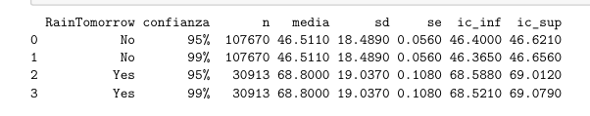 RainTomorrow confianza n media sd se ic_inf ic_sup
0 No 95% 107670 46.5110 18.4890 0.0560 46.4000 46.6210
1 No 99% 107670 46.5110 18.4890 0.0560 46.3650 46.6560
2 Yes 95% 30913 68.8000 19.0370 0.1080 68.5880 69.0120
3 Yes 99% 30913 68.8000 19.0370 0.1080 68.5210 69.0790